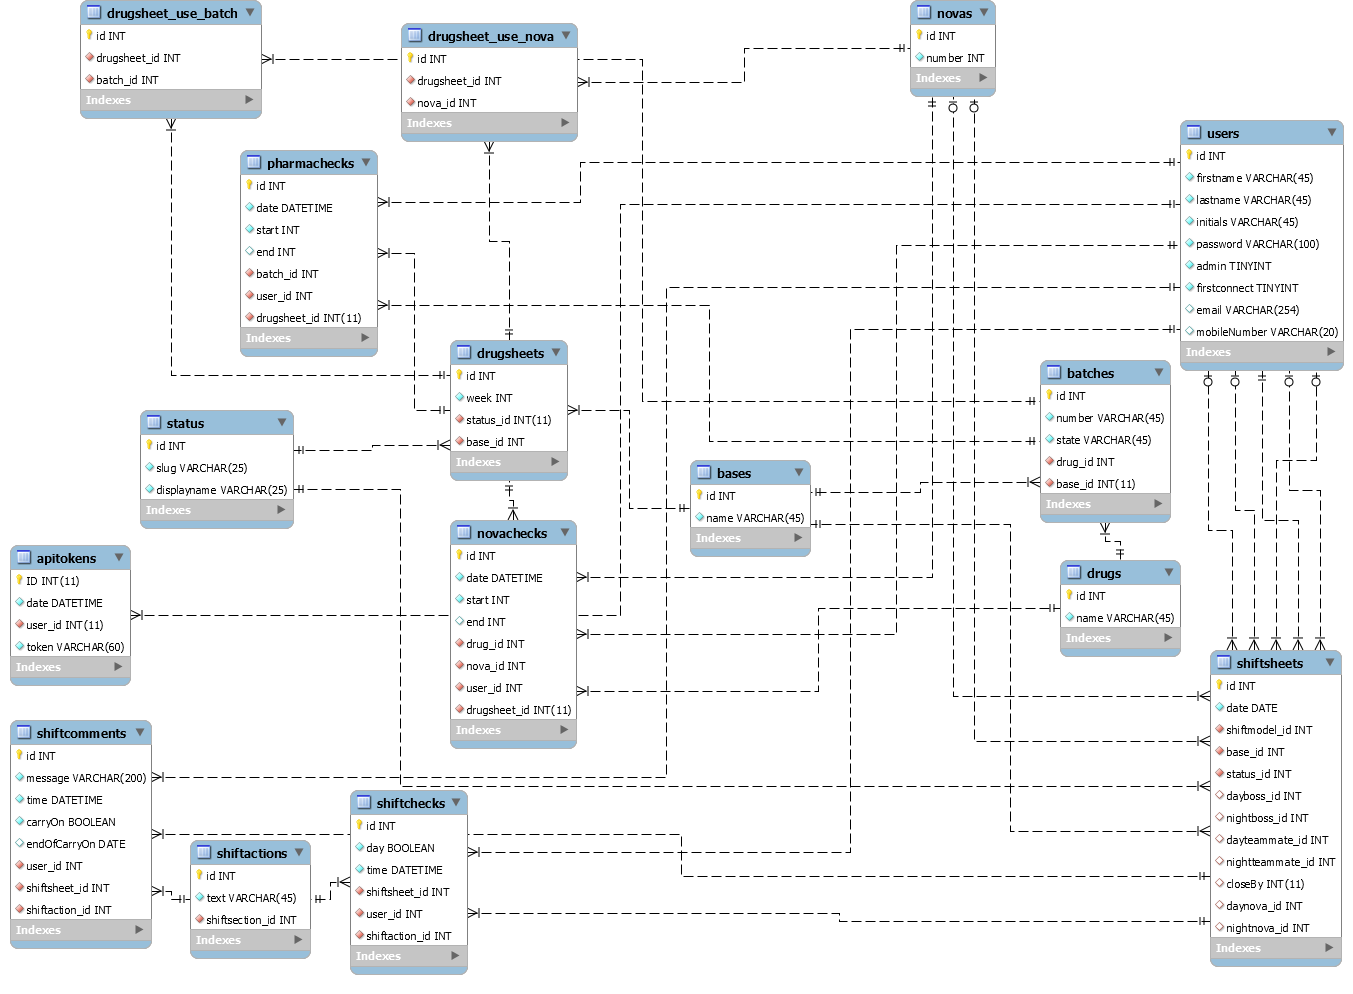 drugsheet_use_batch
id INT
drugsheet_id INT
batch_id INT
Indexes
drugsheet_use_nova
id INT
drugsheet_id INT
nova_id INT
Indexes
novas
id INT
number INT
Indexes
users
id INT
firstname VARCHAR(45)
lastname VARCHAR(45)
initials VARCHAR(45)
password VARCHAR(100)
admin TINYINT
firstconnect TINYINT
email VARCHAR(254)
mobileNumber VARCHAR(20)
Indexes
pharmachecks
id INT
date DATETIME
start INT
end INT
batch_id INT
user_id INT
drugsheet_id INT(11)
Indexes
drugsheets
id INT
week INT
status_id INT(11)
base_id INT
Indexes
batches
id INT
number VARCHAR(45)
state VARCHAR(45)
drug_id INT
base_id INT(11)
Indexes
status
id INT
slug VARCHAR(25)
displayname VARCHAR(25)
Indexes
bases
id INT
name VARCHAR(45)
Indexes
novachecks
id INT
date DATETIME
start INT
end INT
drug_id INT
nova_id INT
user_id INT
drugsheet_id INT(11)
Indexes
apitokens
ID INT(11)
date DATETIME
user_id INT(11)
token VARCHAR(60)
Indexes
drugs
id INT
name VARCHAR(45)
Indexes
shiftsheets
id INT
date DATE
shiftmodel_id INT
base_id INT
status_id INT
dayboss_id INT
nightboss_id INT
dayteammate_id INT
nightteammate_id INT
closeBy INT(11)
daynova_id INT
nightnova_id INT
Indexes
shiftcomments
id INT
message VARCHAR(200)
time DATETIME
carryOn BOOLEAN
endOfCarryOn DATE
user_id INT
shiftsheet_id INT
shiftaction_id INT
Indexes
shiftactions
id INT
text VARCHAR(45)
shiftsection_id INT
Indexes
shiftchecks
id INT
day BOOLEAN
time DATETIME
shiftsheet_id INT
user_id INT
shiftaction_id INT
Indexes